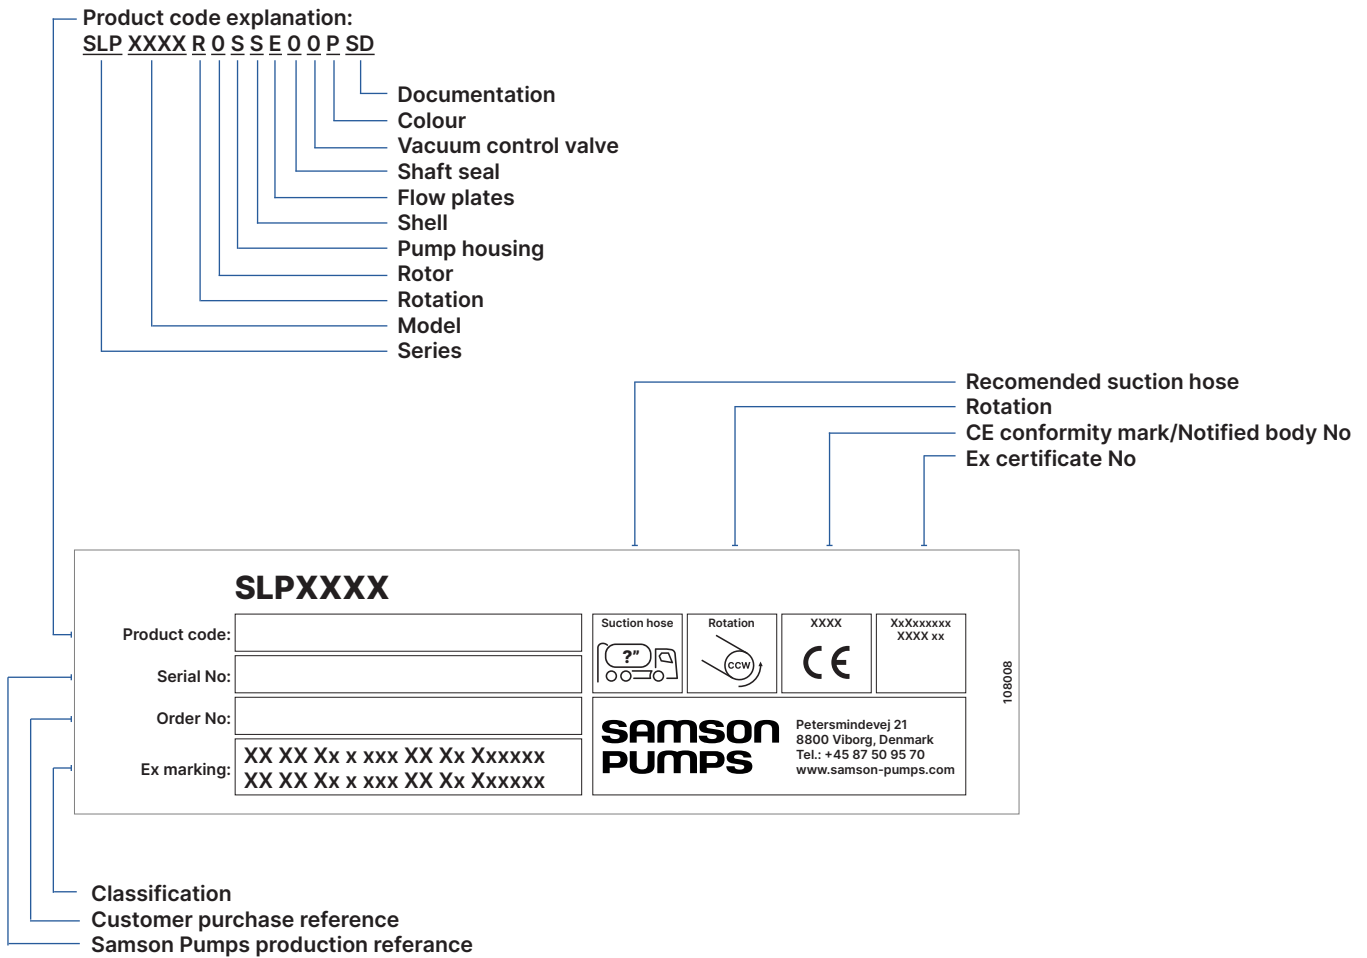 Product code explanation:
SLP XXXX R 0 S S E 0 0 P SD
Documentation
Colour
Vacuum control valve
Shaft seal
Flow plates
Shell
Pump housing
Rotor
Rotation
Model
Series
Recomended suction hose
Rotation
CE conformity mark/Notified body No
Ex certificate No
SLPXXXX
Product code:
Serial No:
Order No:
Ex marking:
XX XX Xx x xxx XX Xx Xxxxxx
XX XX Xx x xxx XX Xx Xxxxxx
Suction hose
?”
Rotation
CCW
XXXX
CE
XxXxxxxxx
XXXX xx
SAMSON
PUMPS
Petersmindevej 21
8800 Viborg, Denmark
Tel.: +45 87 50 95 70
www.samson-pumps.com
108008
Classification
Customer purchase reference
Samson Pumps production referance